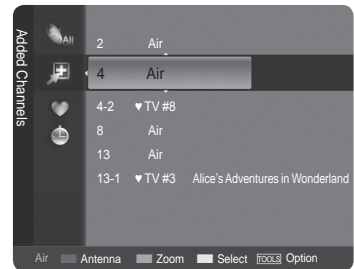 Added Channels
All
2 Air
4 Air
4-2 ♥ TV #8
8 Air
13 Air
13-1 ♥ TV #3 Alice's Adventures in Wonderland
Air Antenna Zoom Select TOOLS Option